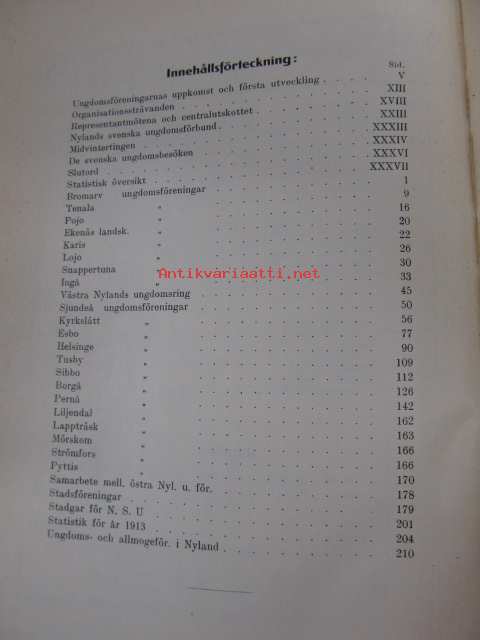 Innehållsförteckning:
Sid.
Ungdomsföreningarnas uppkomst och första utveckling . . . . V
Organisationssträvanden . . . . XIII
Representantmötena och centralutskottet . . . . XVIII
Nylands svenska ungdomsförbund . . . . XXIII
Midvintertingen . . . . XXXIII
De svenska ungdomsbesöken . . . . XXXIV
Slutord . . . . XXXVI
Statistisk översikt . . . . XXXVII
Bromarv ungdomsföreningar . . . . 1
Tenala „ . . . . 9
Pojo „ . . . . 16
Ekenäs landsk. „ . . . . 20
Karis „ . . . . 22
Lojo „ . . . . 26
Snappertuna „ . . . . 30
Ingå „ . . . . 33
Antikvariaatti.net
Västra Nylands ungdomsring . . . . 45
Sjundeå ungdomsföreningar . . . . 50
Kyrkslätt „ . . . . 56
Esbo „ . . . . 77
Helsinge „ . . . . 90
Tusby „ . . . . 109
Sibbo „ . . . . 112
Borgå „ . . . . 126
Pernå „ . . . . 142
Liljendal „ . . . . 162
Lappträsk „ . . . . 163
Mörskom „ . . . . 166
Strömfors „ . . . . 166
Pyttis „ . . . . 170
Samarbete mell. östra Nyl. u. för. . . . . 178
Stadsföreningar . . . . 179
Stadgar för N. S. U . . . . 201
Statistik för år 1913 . . . . 204
Ungdoms- och allmogeför. i Nyland . . . . 210